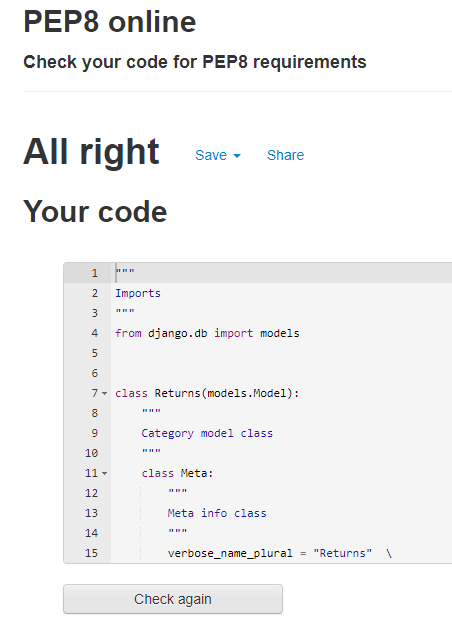 PEP8 online
Check your code for PEP8 requirements
All right Save Share
Your code
1 """
2 Imports
3 """
4 from django.db import models
5
6
7 class Returns(models.Model):
8 """
9 Category model class
10 """
11 class Meta:
12 """
13 Meta info class
14 """
15 verbose_name_plural = "Returns" \
Check again